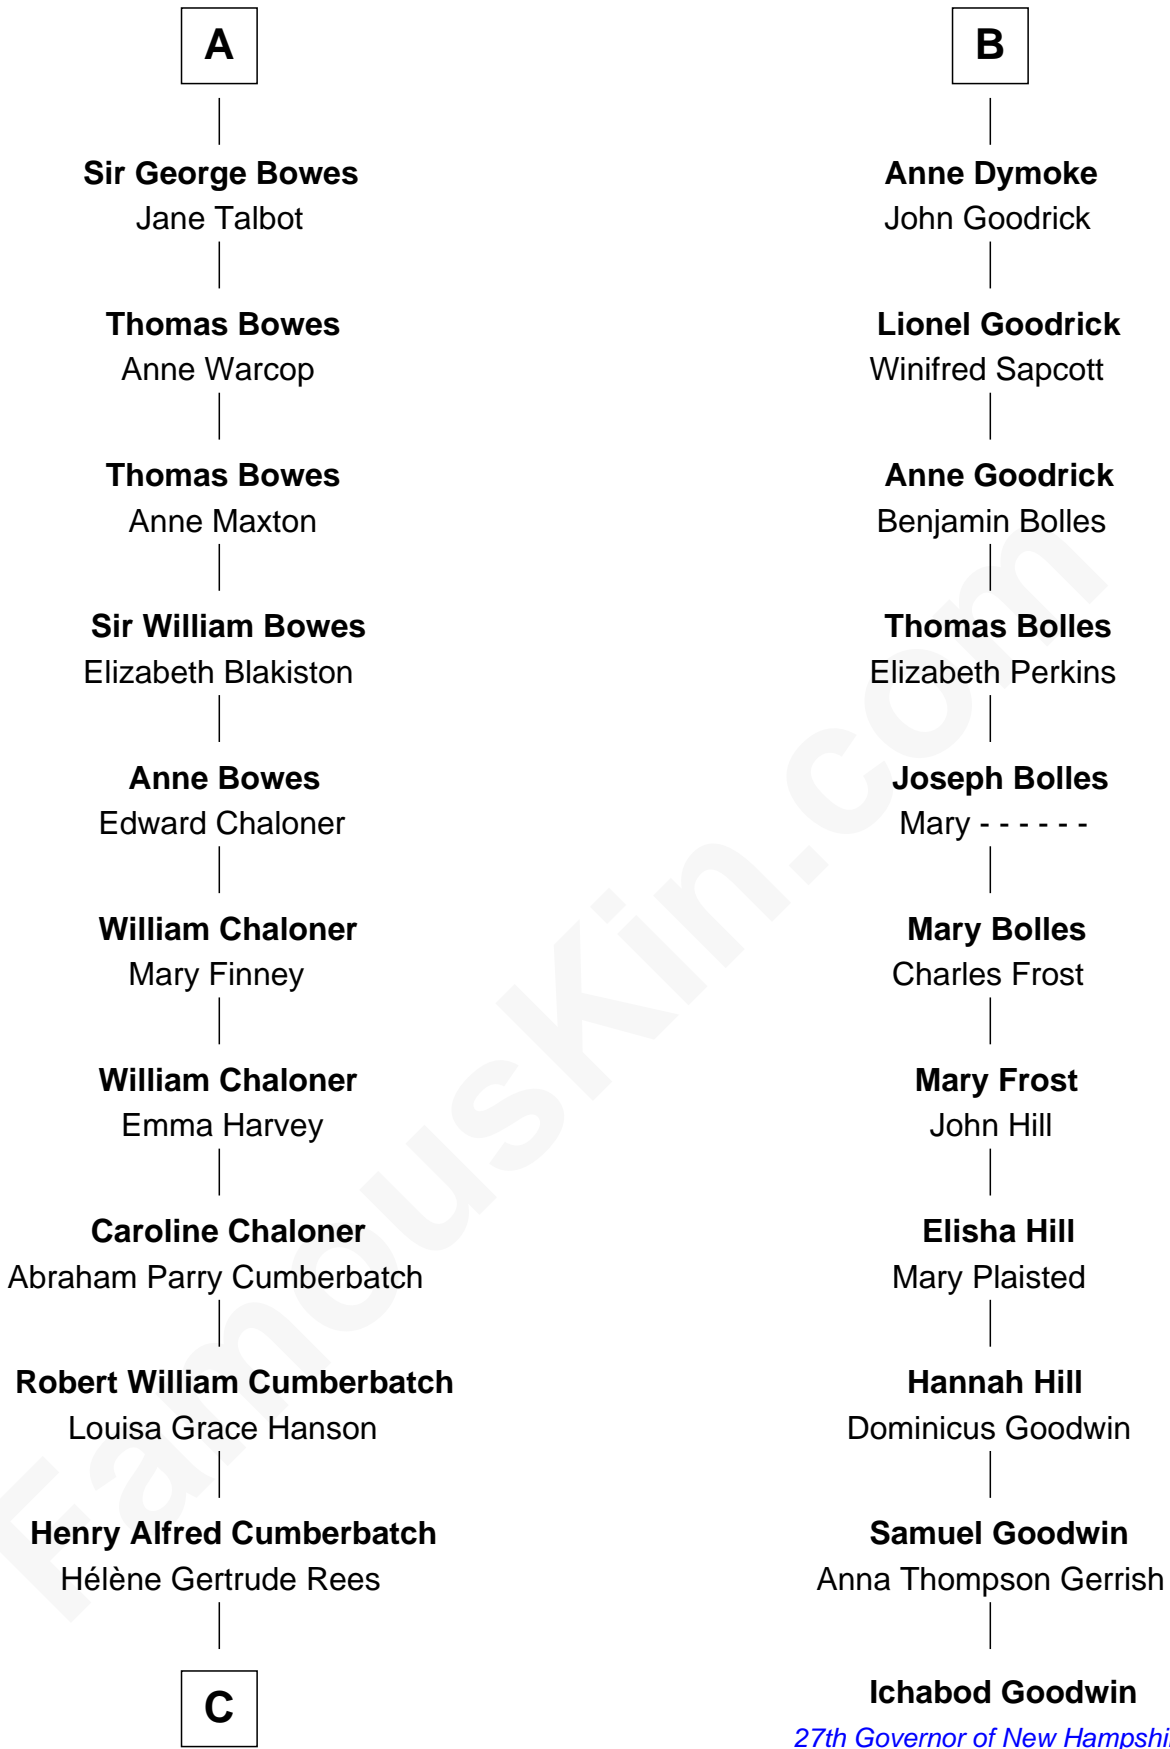 A
Sir George Bowes
Jane Talbot
Thomas Bowes
Anne Warcop
Thomas Bowes
Anne Maxton
Sir William Bowes
Elizabeth Blakiston
Anne Bowes
Edward Chaloner
William Chaloner
Mary Finney
William Chaloner
Emma Harvey
Caroline Chaloner
Abraham Parry Cumberbatch
Robert William Cumberbatch
Louisa Grace Hanson
Henry Alfred Cumberbatch
Hélène Gertrude Rees
C
B
Anne Dymoke
John Goodrick
Lionel Goodrick
Winifred Sapcott
Anne Goodrick
Benjamin Bolles
Thomas Bolles
Elizabeth Perkins
Joseph Bolles
Mary - - - - - -
Mary Bolles
Charles Frost
Mary Frost
John Hill
Elisha Hill
Mary Plaisted
Hannah Hill
Dominicus Goodwin
Samuel Goodwin
Anna Thompson Gerrish
Ichabod Goodwin
27th Governor of New Hampshi
FamousKin.com